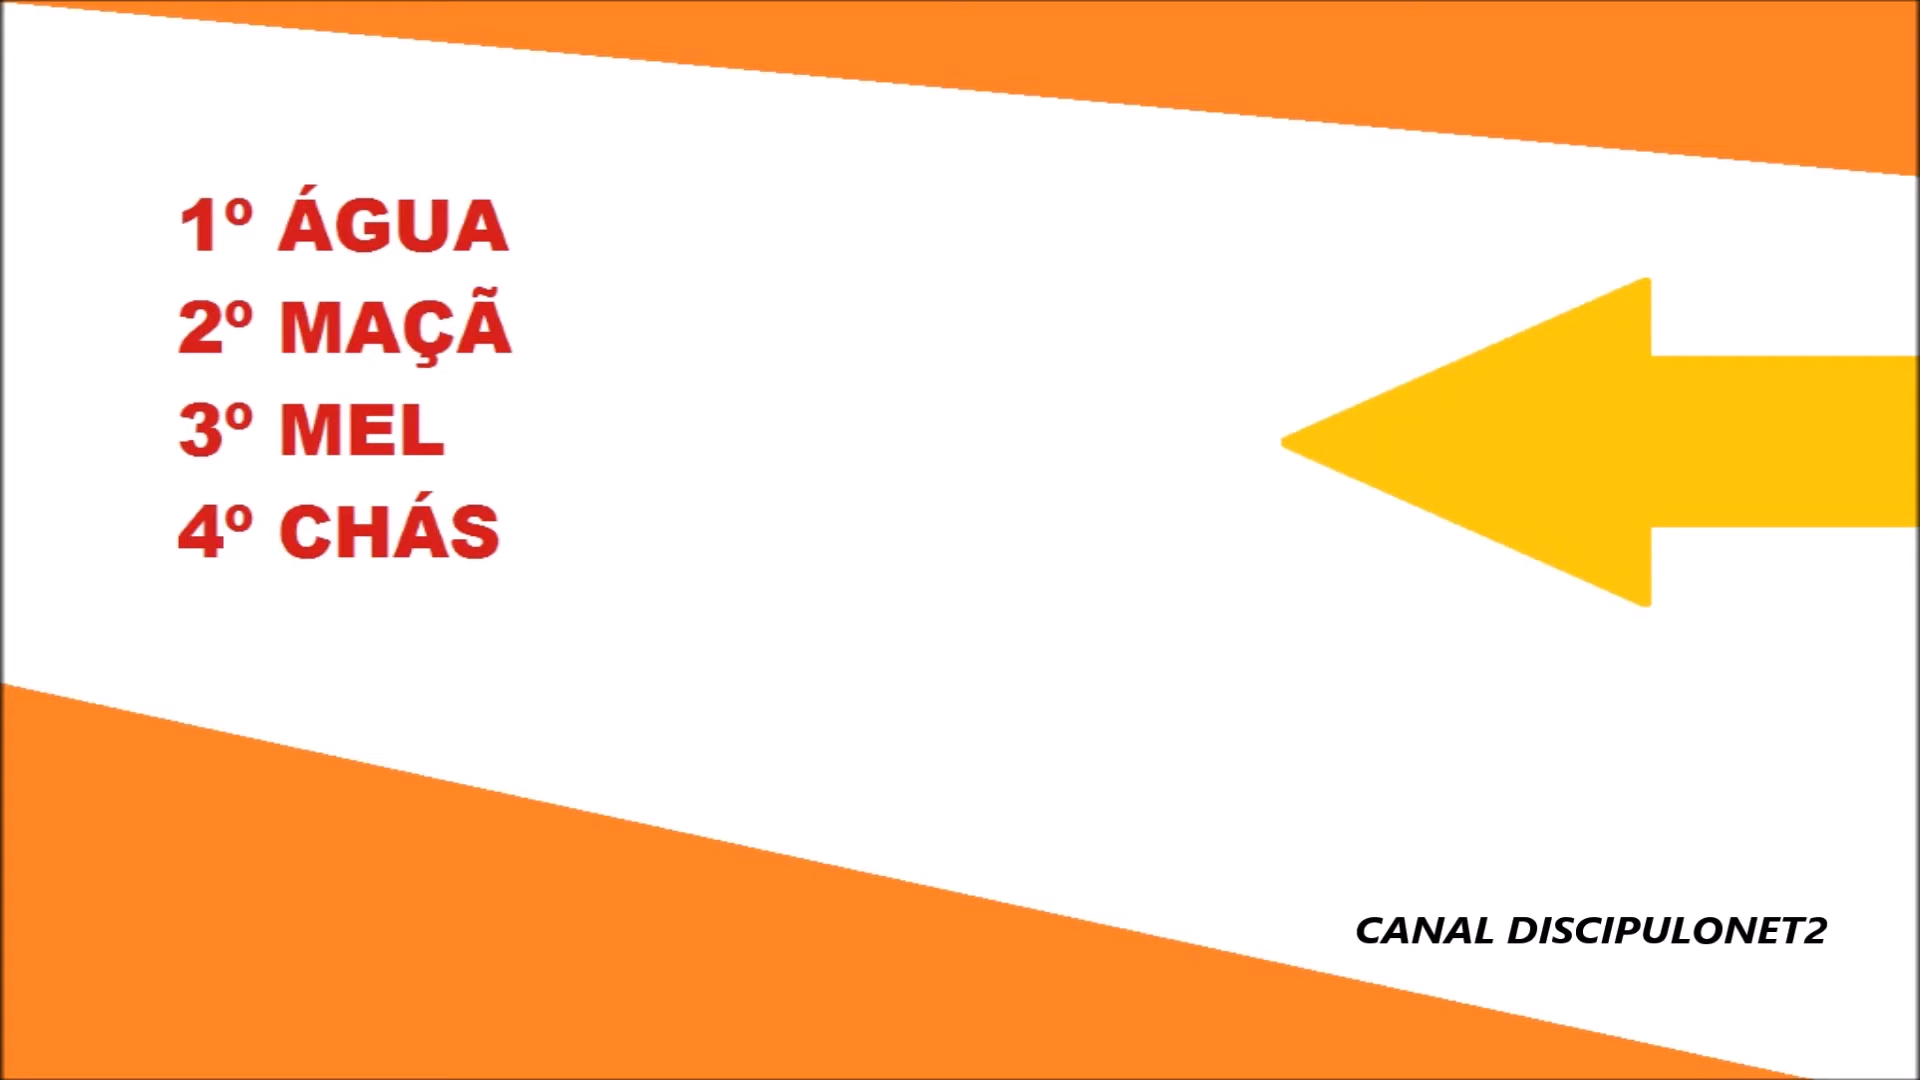 1º ÁGUA
2º MAÇÃ
3º MEL
4º CHÁS
CANAL DISCIPULONET2